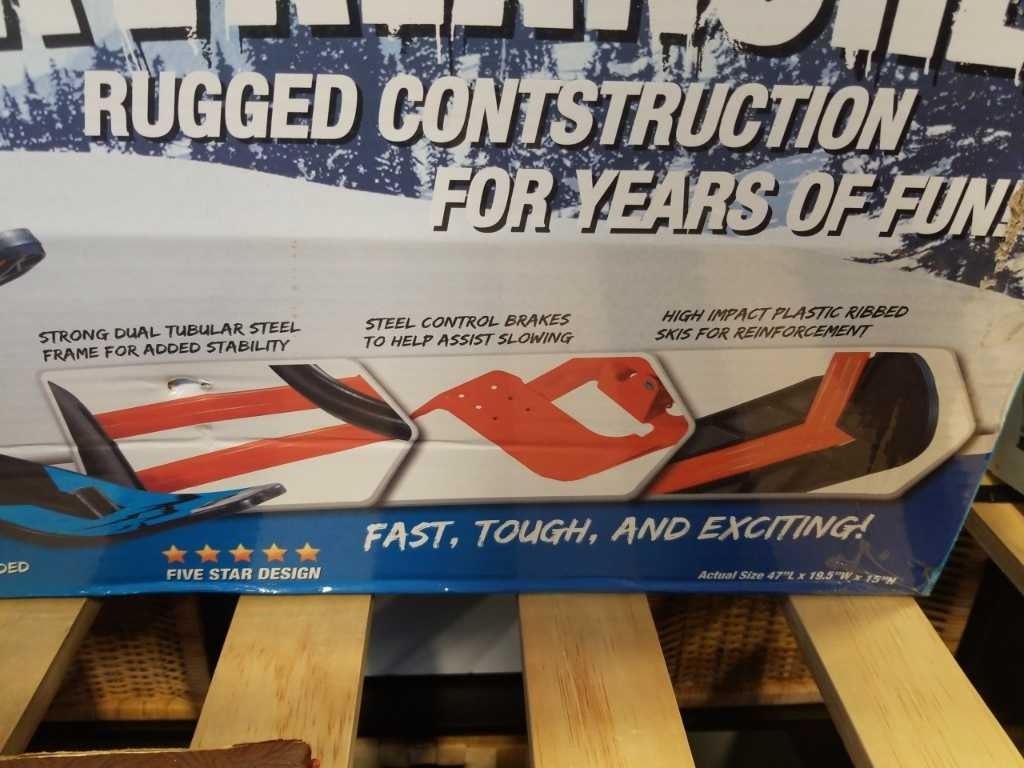 RUGGED CONTSTRUCTION
FOR YEARS OF FUN!
STRONG DUAL TUBULAR STEEL
FRAME FOR ADDED STABILITY
STEEL CONTROL BRAKES
TO HELP ASSIST SLOWING
HIGH IMPACT PLASTIC RIBBED
SKIS FOR REINFORCEMENT
FAST, TOUGH, AND EXCITING!
FIVE STAR DESIGN
Actual Size 47"L x 19.5"W x 15"H